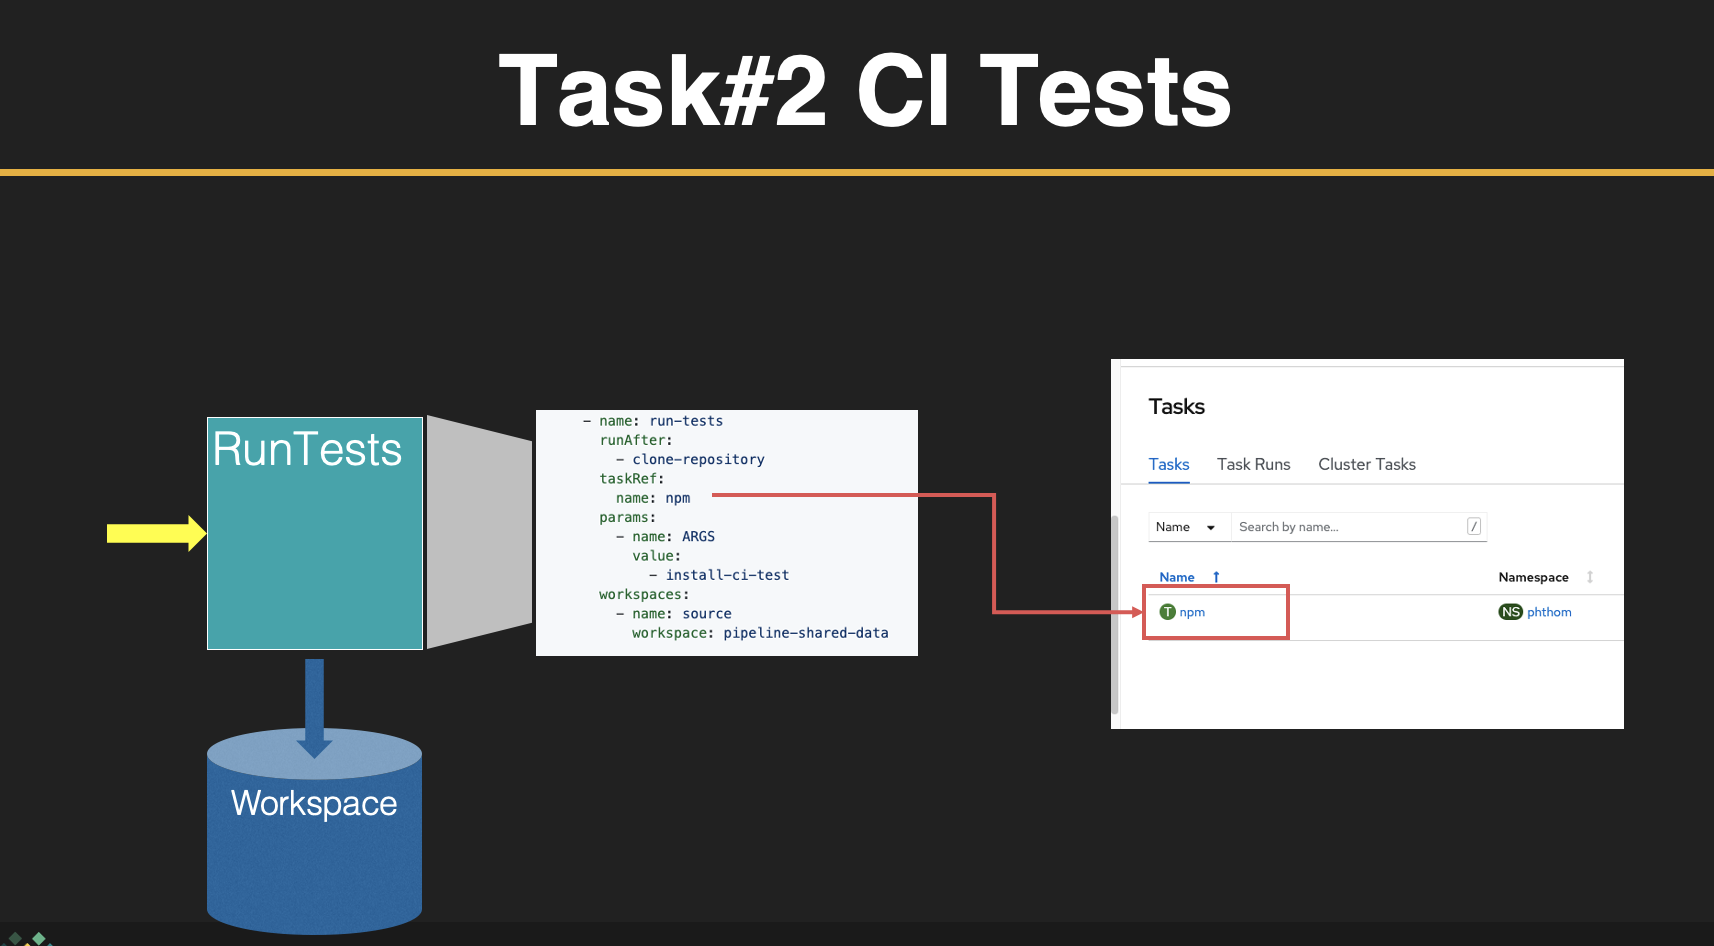 Task#2 CI Tests
RunTests
Workspace
- name: run-tests
runAfter:
- clone-repository
taskRef:
name: npm
params:
- name: ARGS
value:
- install-ci-test
workspaces:
- name: source
workspace: pipeline-shared-data
Tasks
Tasks Task Runs Cluster Tasks
Name Search by name... /
Name Namespace
T npm NS phthom